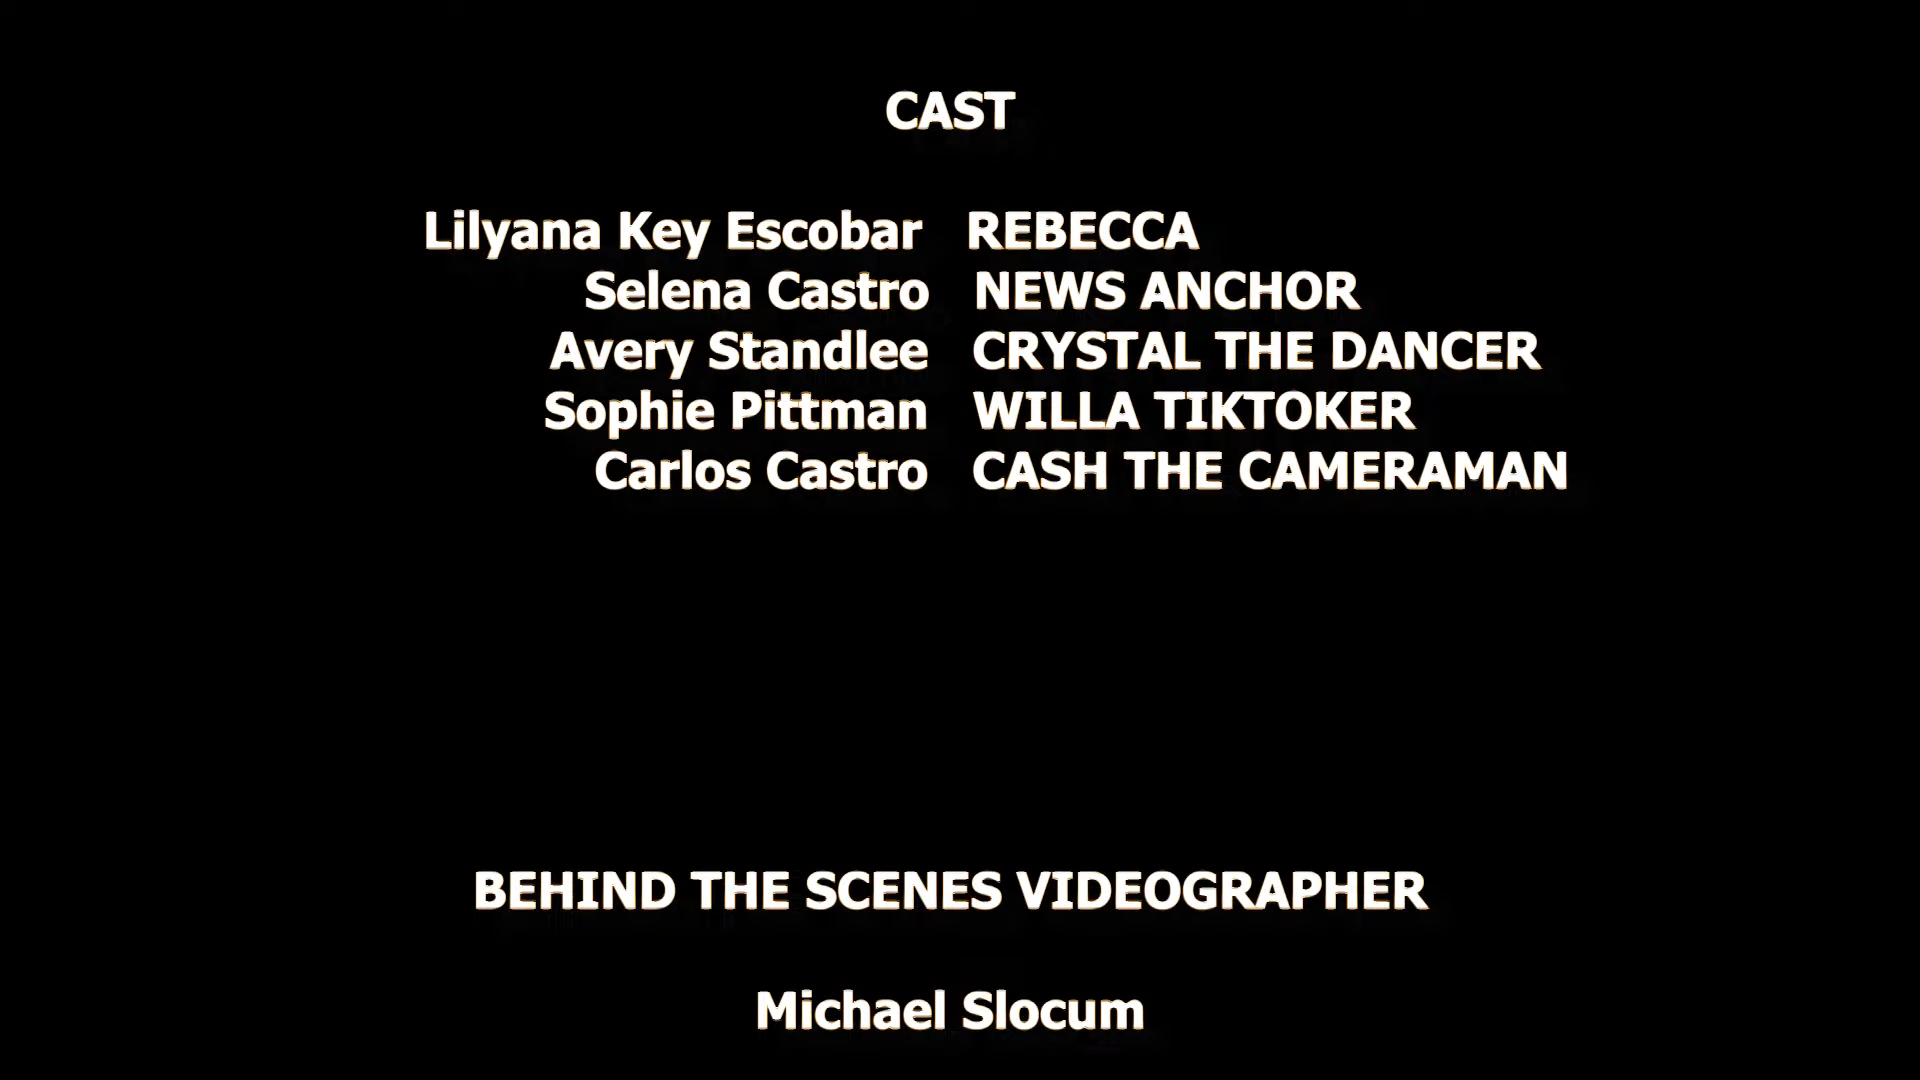 CAST
Lilyana Key Escobar REBECCA
Selena Castro NEWS ANCHOR
Avery Standlee CRYSTAL THE DANCER
Sophie Pittman WILLA TIKTOKER
Carlos Castro CASH THE CAMERAMAN
BEHIND THE SCENES VIDEOGRAPHER
Michael Slocum